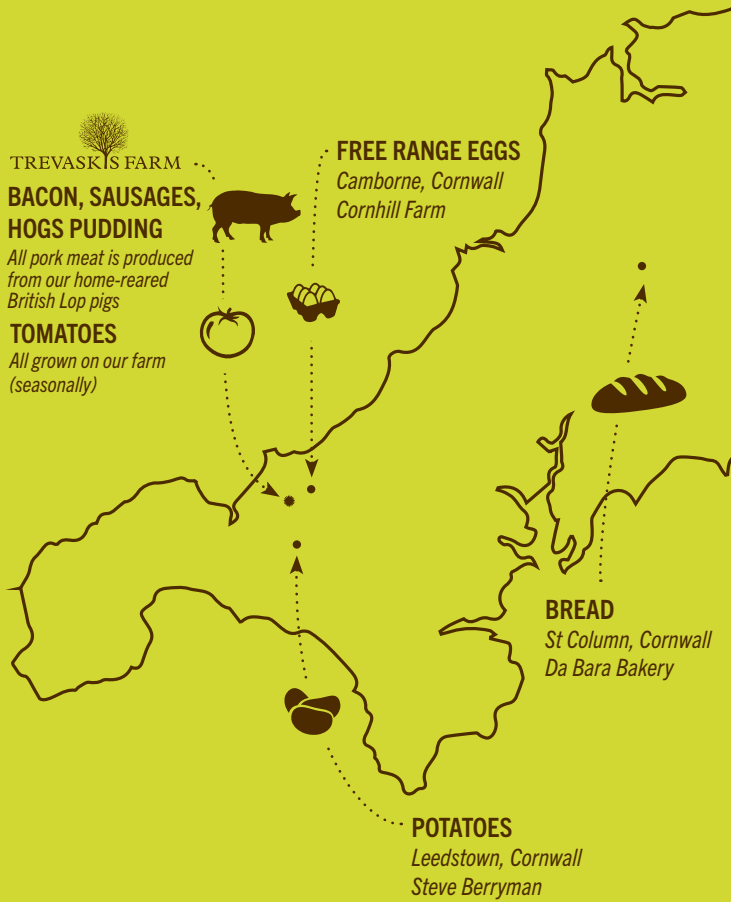 TREVASKIS FARM
BACON, SAUSAGES,
HOGS PUDDING
All pork meat is produced
from our home-reared
British Lop pigs
TOMATOES
All grown on our farm
(seasonally)
FREE RANGE EGGS
Camborne, Cornwall
Cornhill Farm
BREAD
St Column, Cornwall
Da Bara Bakery
POTATOES
Leedstown, Cornwall
Steve Berryman